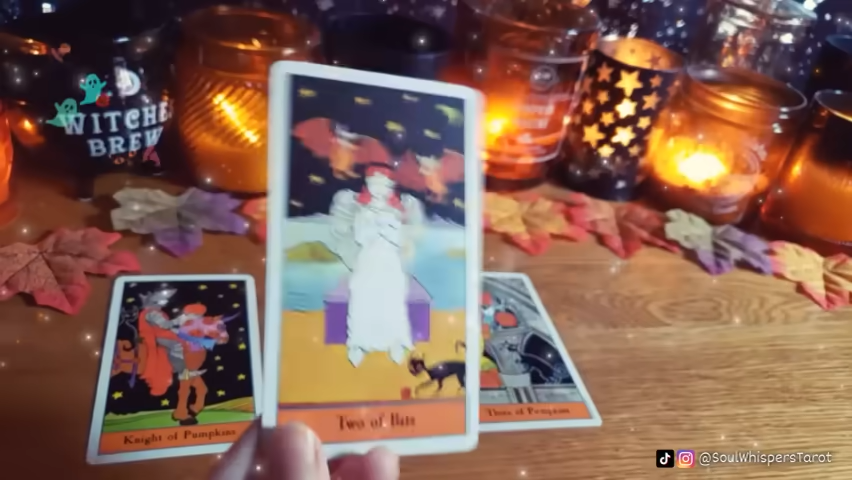 WITCHES
BREW
Knight of Pumpkins
Two of Bats
Three of Pumpkins
@SoulWhispersTarot